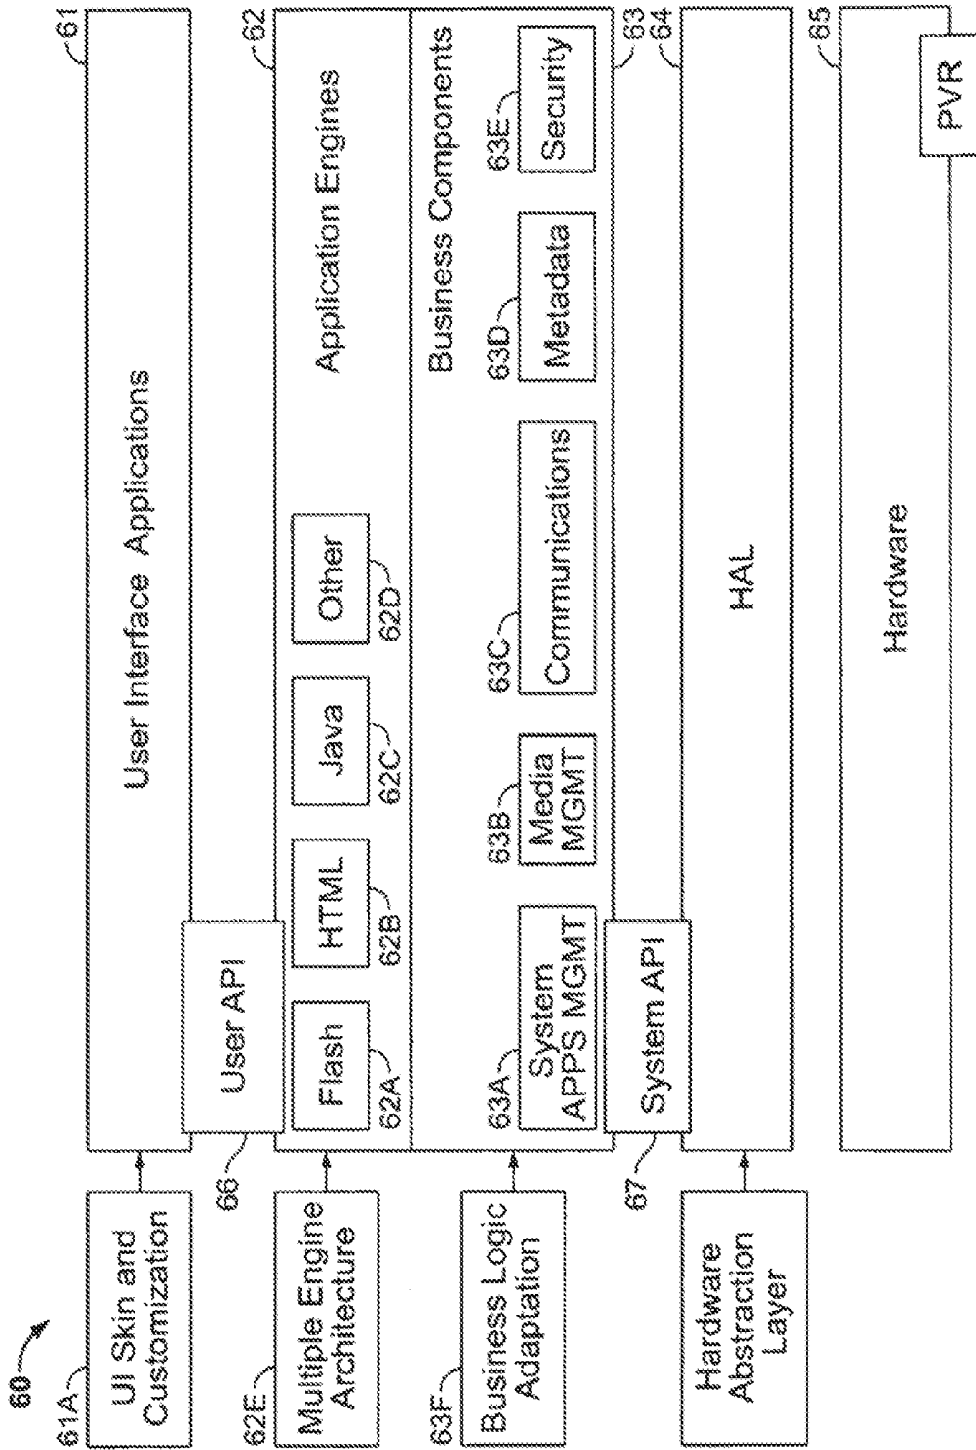 60
61A
UI Skin and
Customization
User Interface Applications
61
66
User API
62E
Multiple Engine
Architecture
62
Application Engines
Flash
HTML
Java
Other
62A
62B
62C
62D
63F
Business Logic
Adaptation
Business Components
63A
63B
63C
63D
63E
System
APPS MGMT
Media
MGMT
Communications
Metadata
Security
63
67
System API
64
Hardware
Abstraction
Layer
HAL
65
Hardware
PVR